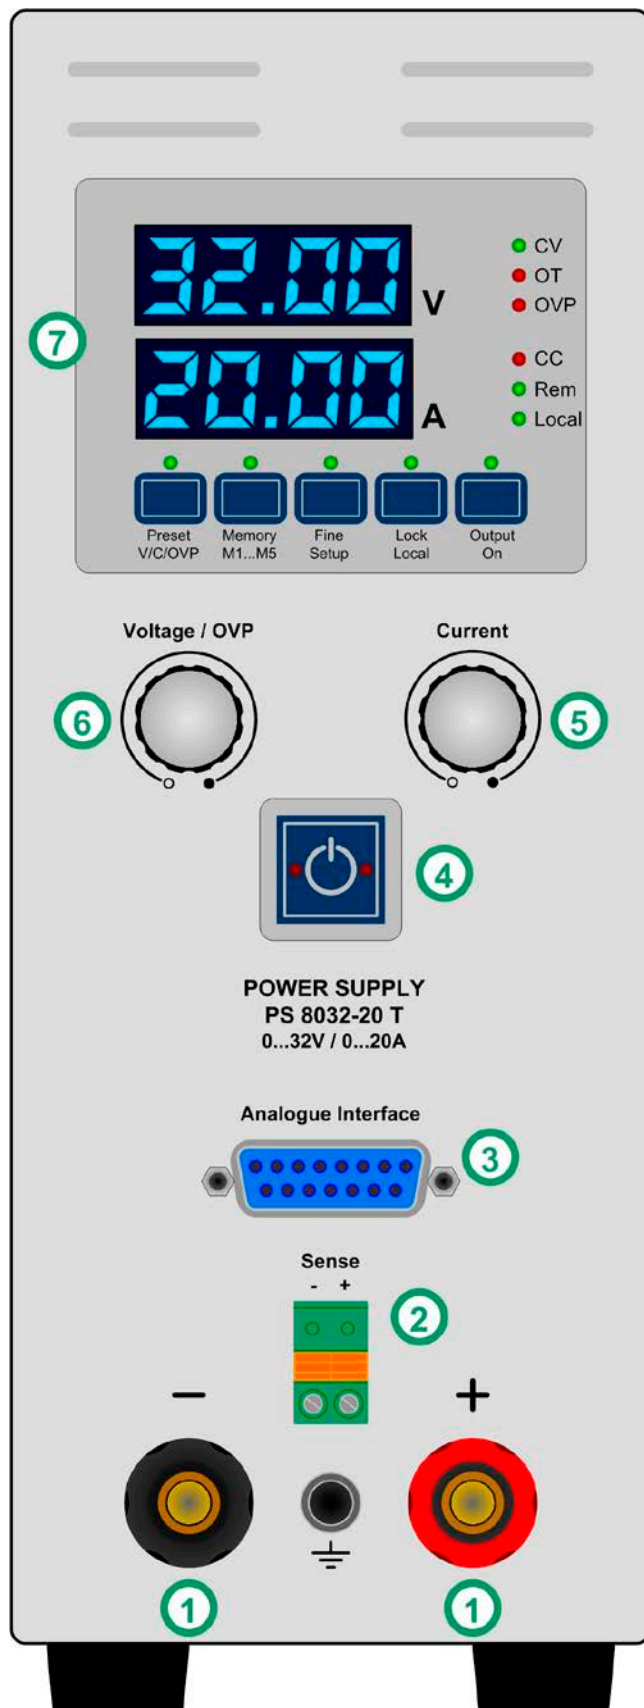 32.00 V
CV
OT
OVP
7
20.00 A
CC
Rem
Local
Preset
V/C/OVP
Memory
M1...M5
Fine
Setup
Lock
Local
Output
On
Voltage / OVP
Current
6
5
4
POWER SUPPLY
PS 8032-20 T
0...32V / 0...20A
Analogue Interface
3
Sense
- +
2
− +
1 1